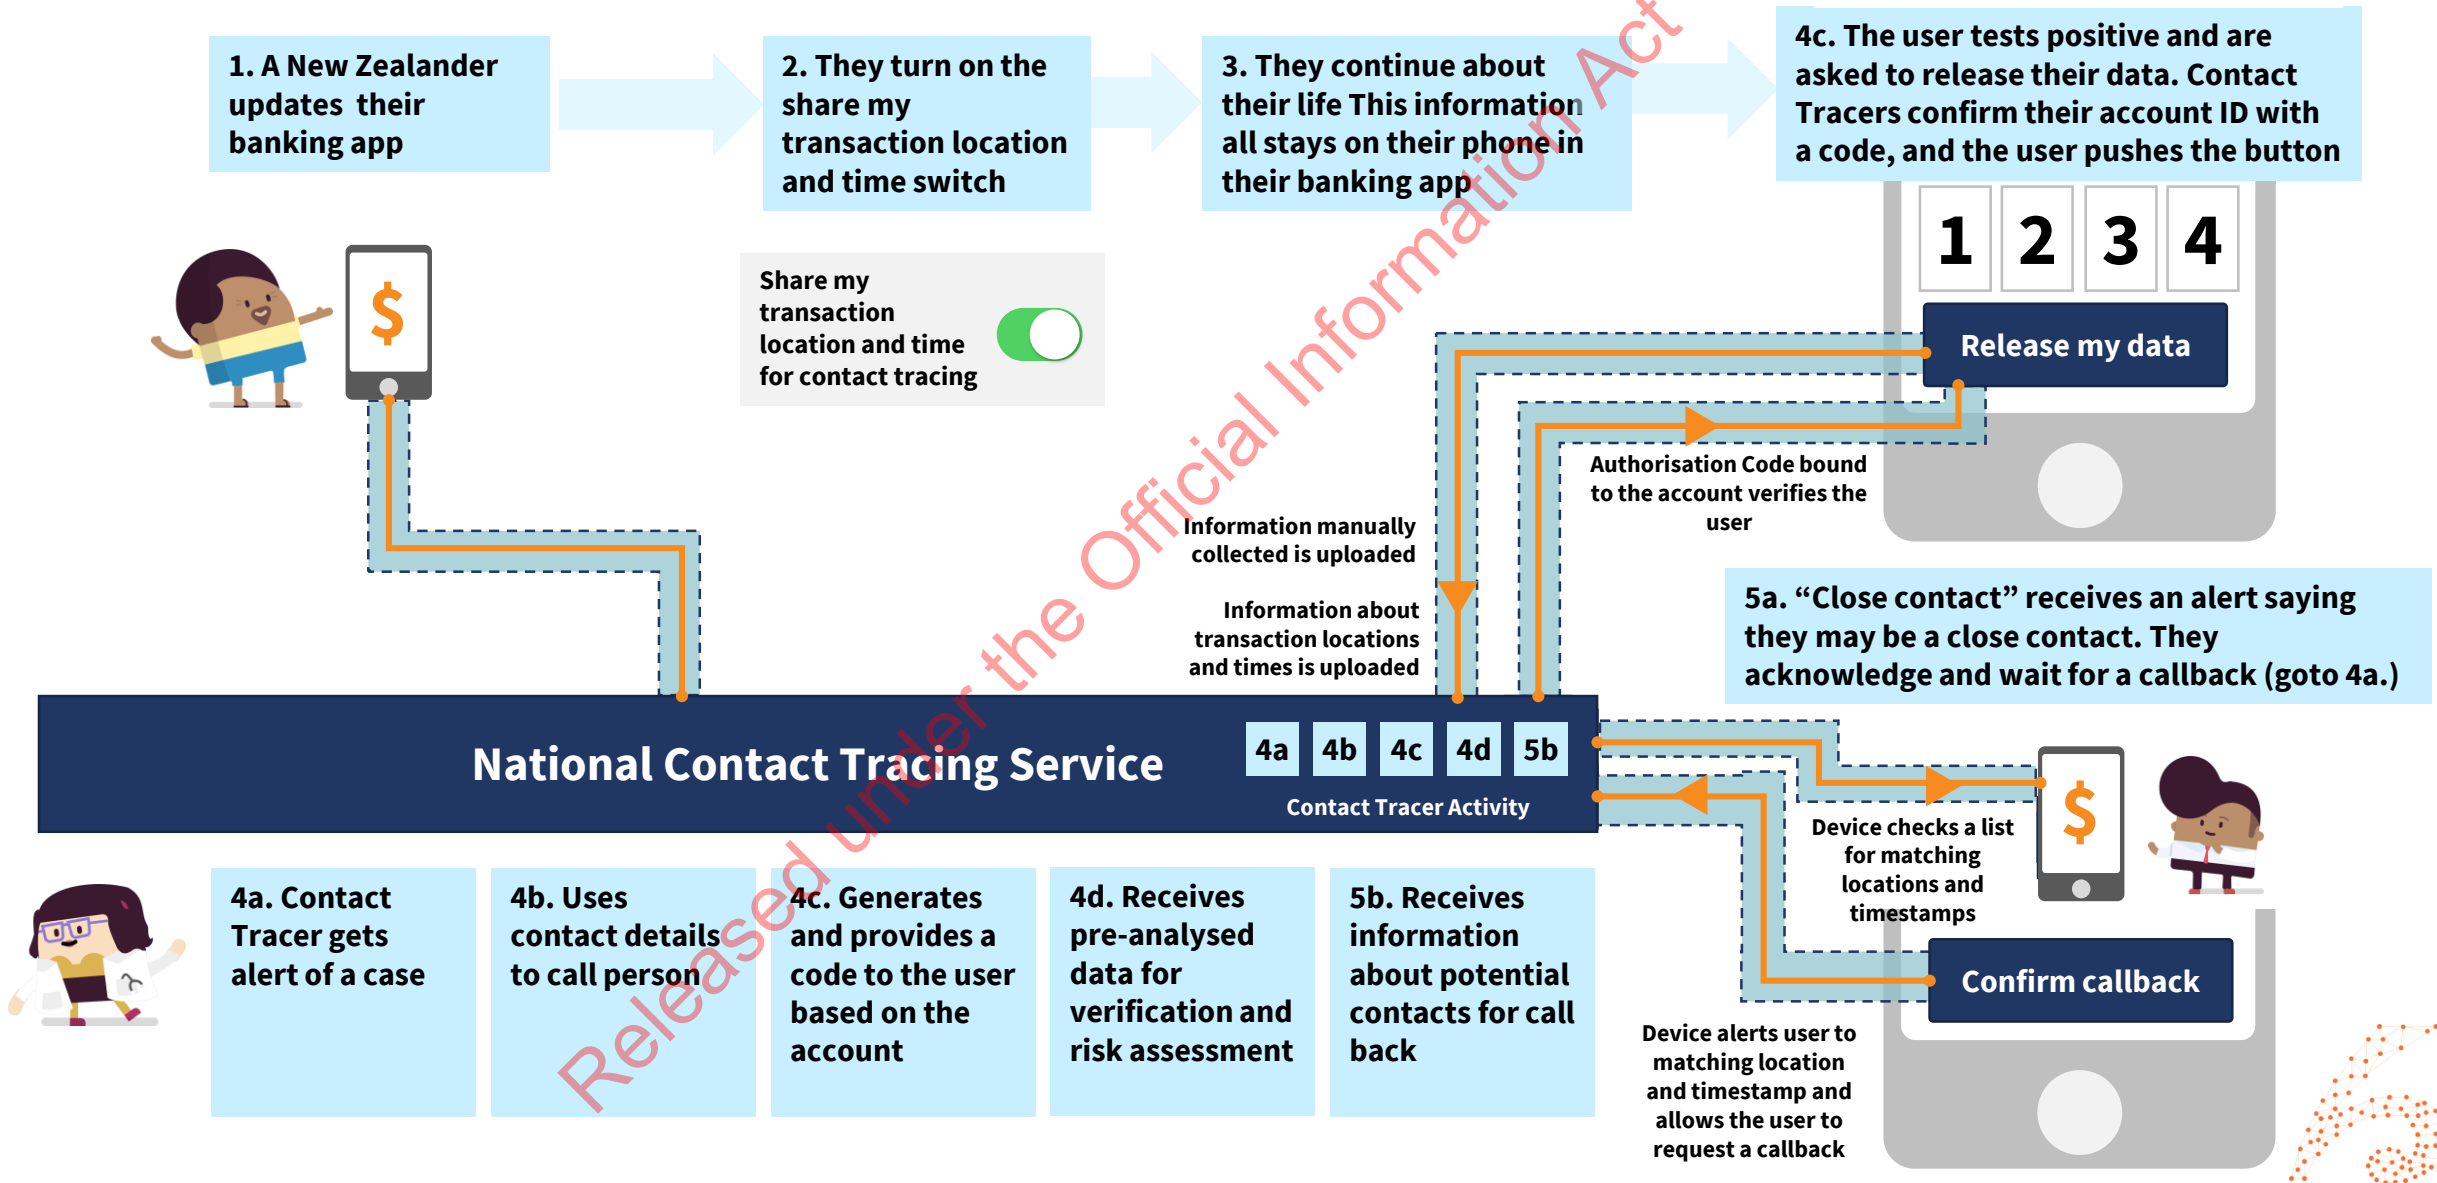 1. A New Zealander
updates their
banking app
2. They turn on the
share my
transaction location
and time switch
3. They continue about
their life This information
all stays on their phone in
their banking app
4c. The user tests positive and are
asked to release their data. Contact
Tracers confirm their account ID with
a code, and the user pushes the button
1 2 3 4
Release my data
$
Share my
transaction
location and time
for contact tracing
Authorisation Code bound
to the account verifies the
user
Information manually
collected is uploaded
Information about
transaction locations
and times is uploaded
5a. “Close contact” receives an alert saying
they may be a close contact. They
acknowledge and wait for a callback (goto 4a.)
National Contact Tracing Service
4a 4b 4c 4d 5b
Contact Tracer Activity
$
Device checks a list
for matching
locations and
timestamps
4a. Contact
Tracer gets
alert of a case
4b. Uses
contact details
to call person
4c. Generates
and provides a
code to the user
based on the
account
4d. Receives
pre-analysed
data for
verification and
risk assessment
5b. Receives
information
about potential
contacts for call
back
Confirm callback
Device alerts user to
matching location
and timestamp and
allows the user to
request a callback
Released under the Official Information Act